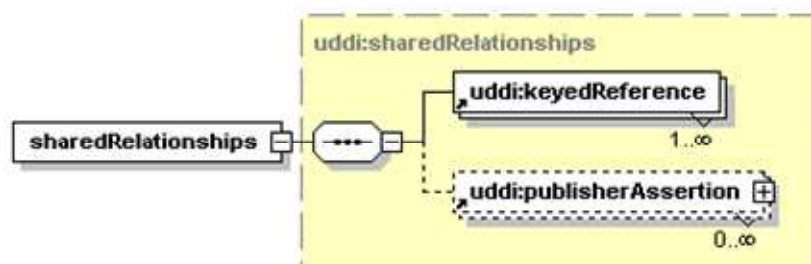 uddi:sharedRelationships
uddi:keyedReference
1..∞
sharedRelationships
uddi:publisherAssertion
0..∞